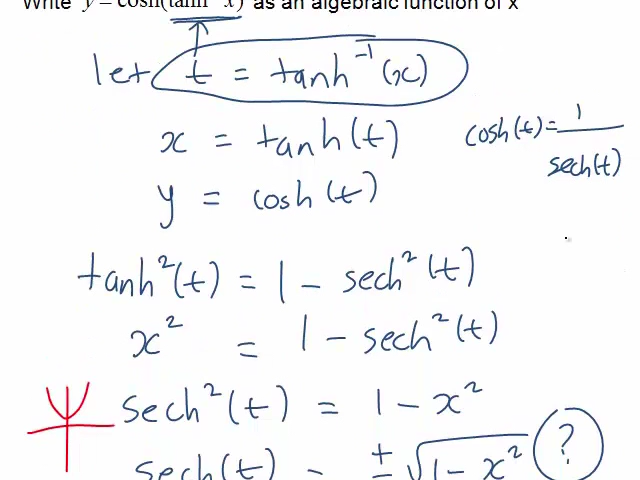 Write y = cosh(tanh⁻¹ x) as an algebraic function of x
let t = tanh⁻¹(x)
x = tanh(t)
cosh(t) = 1/sech(t)
y = cosh(t)
tanh²(t) = 1 - sech²(t)
x² = 1 - sech²(t)
sech²(t) = 1 - x²
sech(t) = ± √(1 - x²) ?